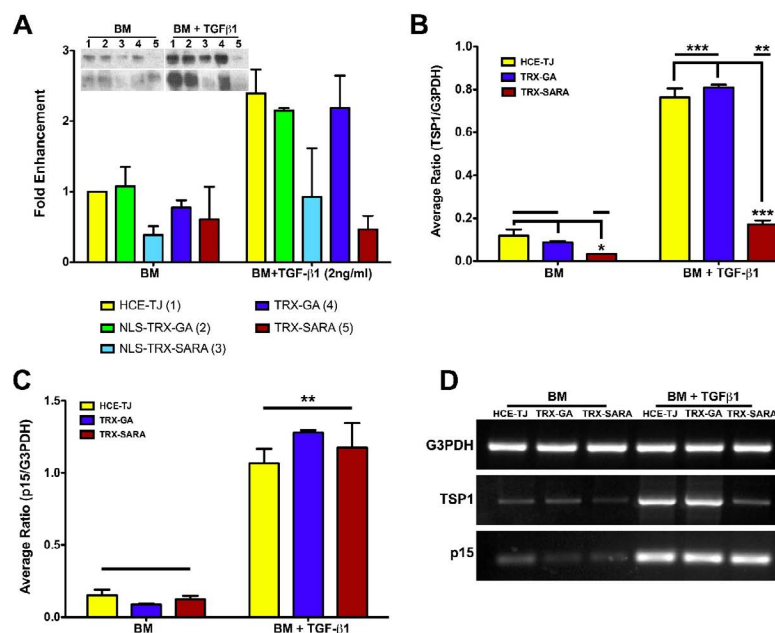 A
BM
BM + TGFβ1
1 2 3 4 5
1 2 3 4 5
Fold Enhancement
3
2
1
0
BM
BM+TGF-β1 (2ng/ml)
HCE-TJ (1)
NLS-TRX-GA (2)
NLS-TRX-SARA (3)
TRX-GA (4)
TRX-SARA (5)
B
Average Ratio (TSP1/G3PDH)
1.0
0.8
0.6
0.4
0.2
0.0
HCE-TJ
TRX-GA
TRX-SARA
***
**
*
***
BM
BM + TGF-β1
C
Average Ratio (p15/G3PDH)
1.5
1.0
0.5
0.0
HCE-TJ
TRX-GA
TRX-SARA
**
BM
BM + TGF-β1
D
BM
BM + TGFβ1
HCE-TJ TRX-GA TRX-SARA HCE-TJ TRX-GA TRX-SARA
G3PDH
TSP1
p15